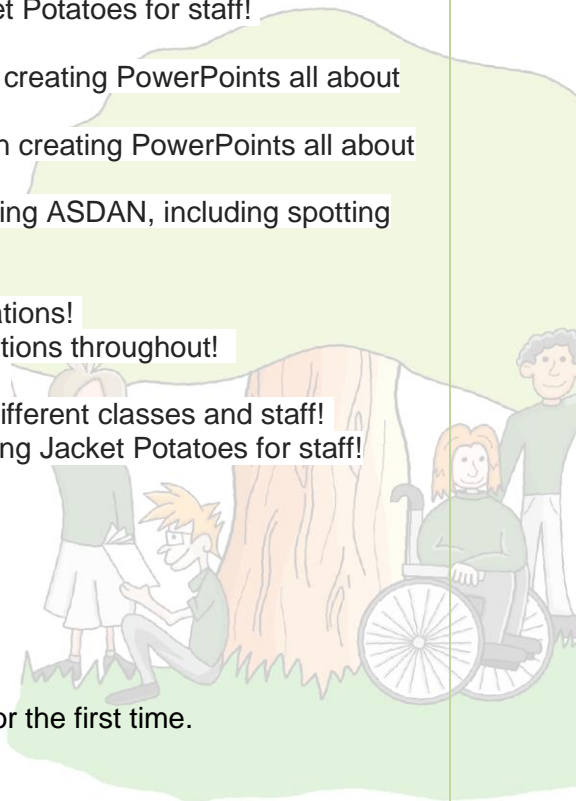 et Potatoes for staff!
creating PowerPoints all about
n creating PowerPoints all about
ing ASDAN, including spotting
ations!
tions throughout!
ifferent classes and staff!
ng Jacket Potatoes for staff!
or the first time.